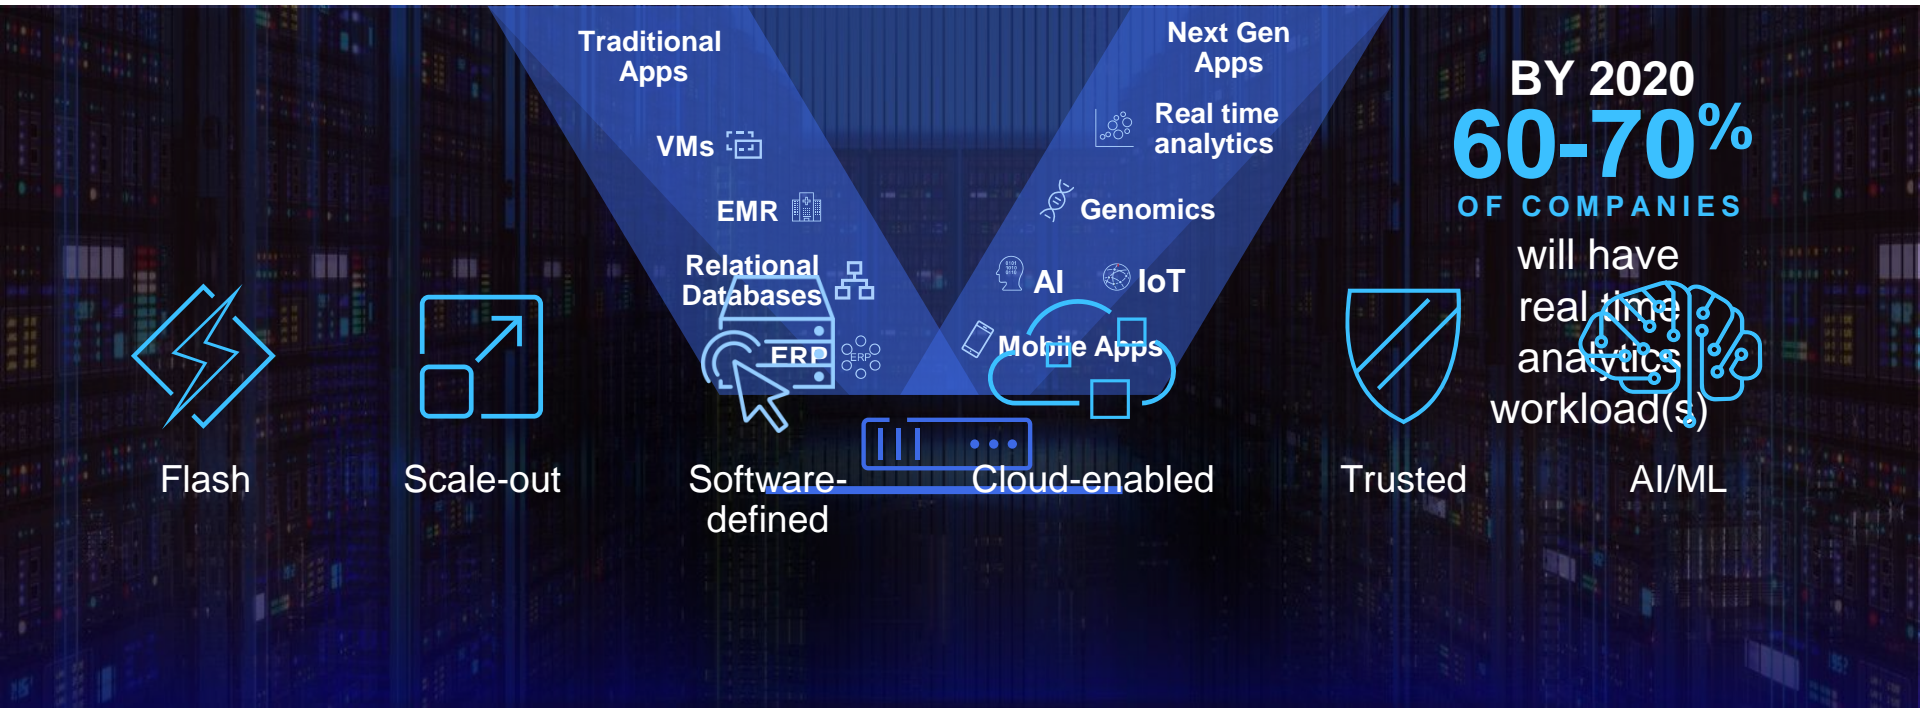 Traditional
Apps
VMs
EMR
Relational
Databases
ERP
ERP
Next Gen
Apps
Real time
analytics
Genomics
AI
IoT
Mobile Apps
BY 2020
60-70%
OF COMPANIES
will have
real time
analytics
workload(s)
Flash
Scale-out
Software-
defined
Cloud-enabled
Trusted
AI/ML